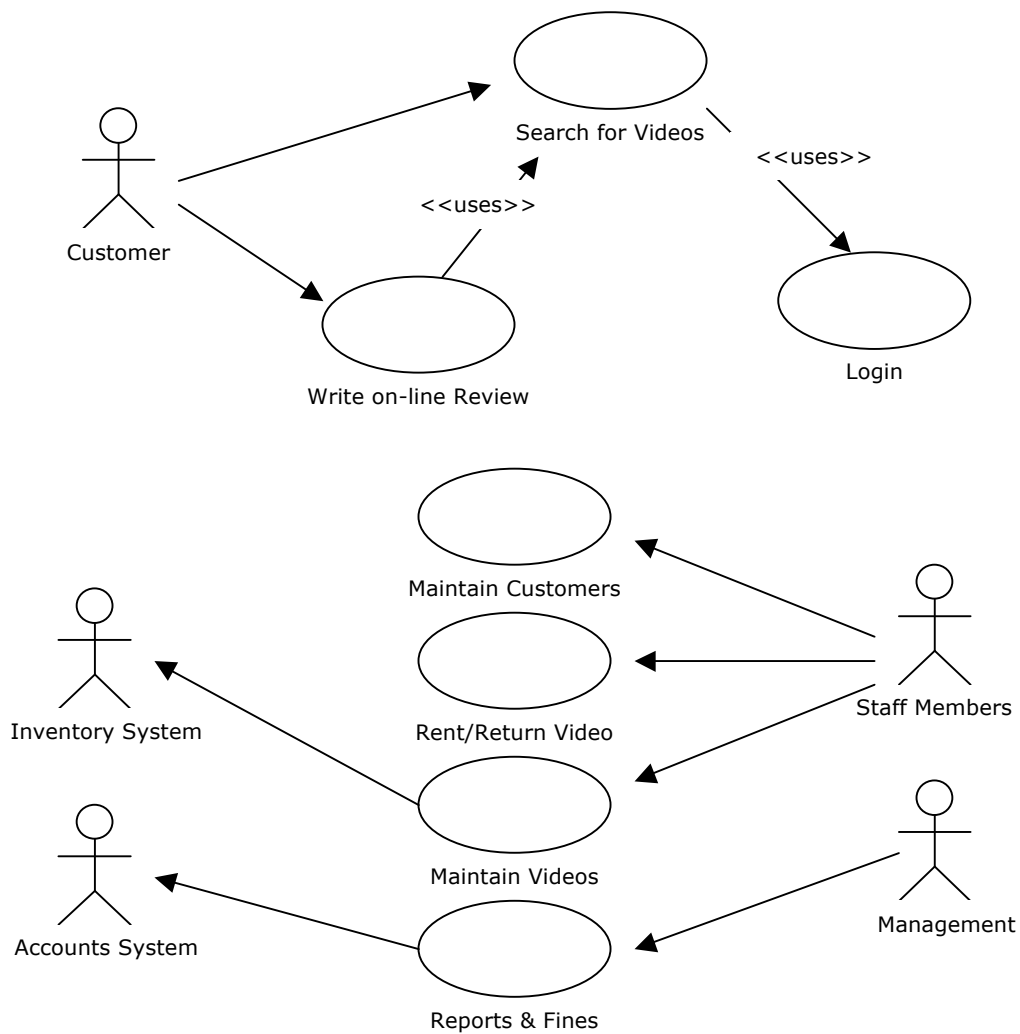 Search for Videos
<<uses>>
<<uses>>
Customer
Login
Write on-line Review
Maintain Customers
Staff Members
Inventory System
Rent/Return Video
Maintain Videos
Management
Accounts System
Reports & Fines